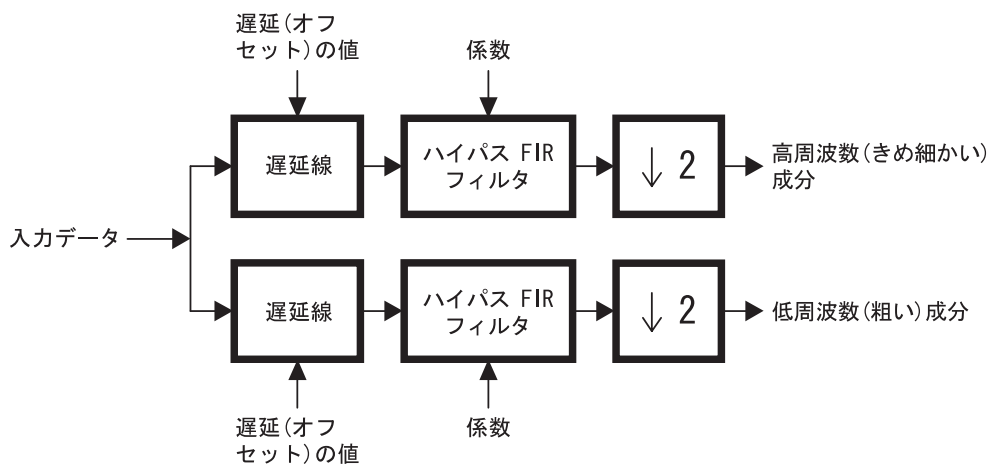 遅延(オフ
セット)の値
係数
遅延線
ハイパス FIR
フィルタ
↓ 2
高周波数(きめ細かい)
成分
入力データ
遅延線
ハイパス FIR
フィルタ
↓ 2
低周波数(粗い)成分
遅延(オフ
セット)の値
係数